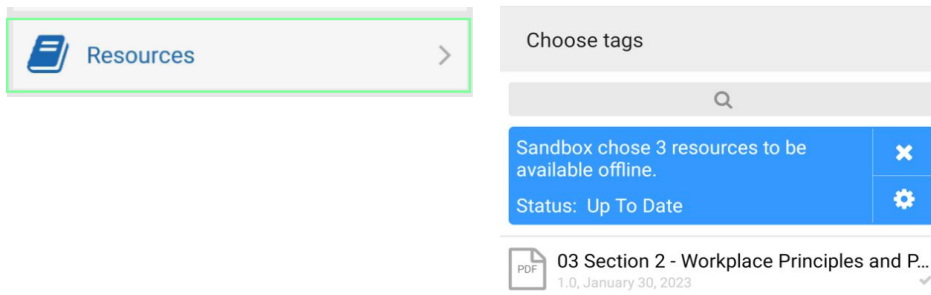 Resources
Choose tags
Sandbox chose 3 resources to be
available offline.
Status: Up To Date
PDF
03 Section 2 - Workplace Principles and P...
1.0, January 30, 2023